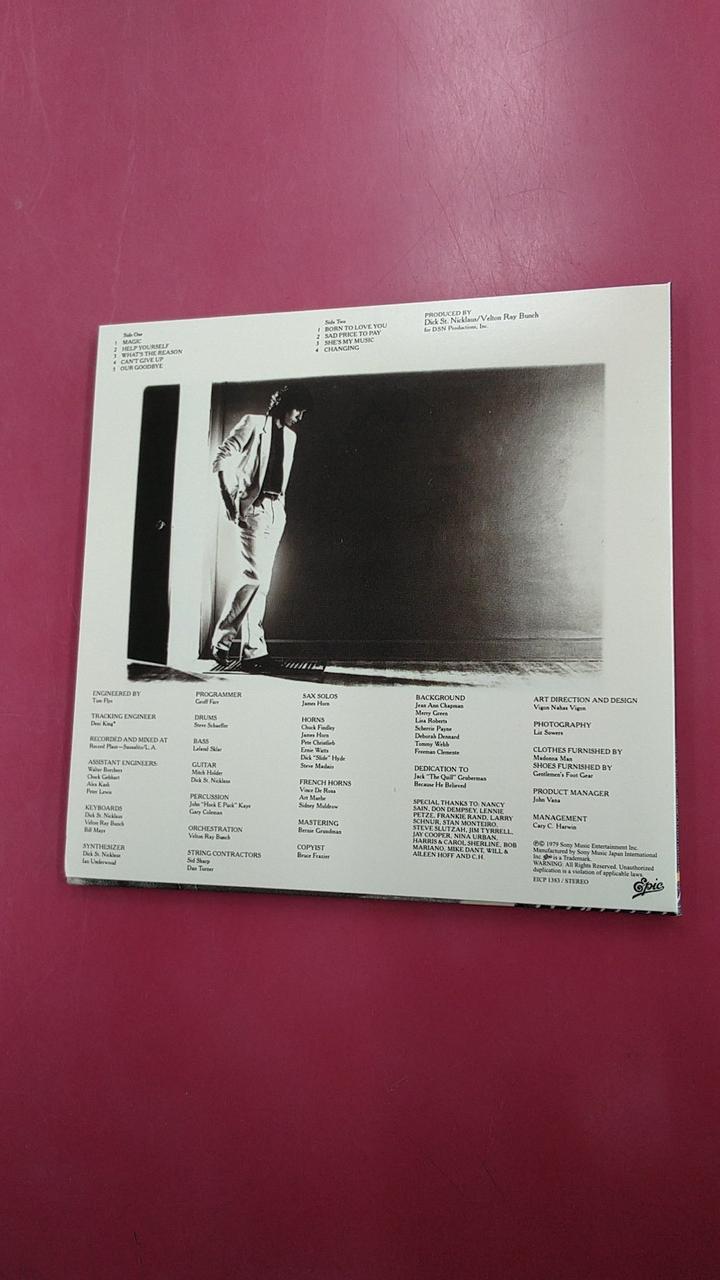 Side One
1 MAGIC
2 HELP YOURSELF
3 WHAT'S THE REASON
4 CAN'T GIVE UP
5 OUR GOODBYE
Side Two
1 BORN TO LOVE YOU
2 SAD PRICE TO PAY
3 SHE'S MY MUSIC
4 CHANGING
PRODUCED BY
Dick St. Nicklaus/Velton Ray Bunch
for DSN Productions, Inc.
ENGINEERED BY
Tom Flye
TRACKING ENGINEER
Deni King*
RECORDED AND MIXED AT
Record Plant—Sausalito/L.A.
ASSISTANT ENGINEERS:
Walter Borchers
Chuck Gebhart
Alex Kash
Peter Lewis
KEYBOARDS
Dick St. Nicklaus
Velton Ray Bunch
Bill Mays
SYNTHESIZER
Dick St. Nicklaus
Ian Underwood
PROGRAMMER
Geoff Farr
DRUMS
Steve Schaeffer
BASS
Leland Sklar
GUITAR
Mitch Holder
Dick St. Nicklaus
PERCUSSION
John "Hock E Puck" Kaye
Gary Coleman
ORCHESTRATION
Velton Ray Bunch
STRING CONTRACTORS
Sid Sharp
Dan Turner
SAX SOLOS
James Horn
HORNS
Chuck Findley
James Horn
Pete Christlieb
Ernie Watts
Dick "Slide" Hyde
Steve Madaio
FRENCH HORNS
Vince De Rosa
Art Maebe
Sidney Muldrow
MASTERING
Bernie Grundman
COPYIST
Bruce Frazier
BACKGROUND
Jean Ann Chapman
Merry Green
Lisa Roberts
Scherrie Payne
Deborah Dennard
Tommy Webb
Freeman Clemente
DEDICATION TO
Jack "The Quill" Gruberman
Because He Believed
SPECIAL THANKS TO: NANCY
SAIN, DON DEMPSEY, LENNIE
PETZE, FRANKIE RAND, LARRY
SCHNUR, STAN MONTEIRO,
STEVE SLUTZAH, JIM TYRRELL,
JAY COOPER, NINA URBAN,
HARRIS & CAROL SHERLINE, BOB
MARIANO, MIKE DANT, WILL &
AILEEN HOFF AND C.H.
ART DIRECTION AND DESIGN
Vigon Nahas Vigon
PHOTOGRAPHY
Liz Sowers
CLOTHES FURNISHED BY
Madonna Man
SHOES FURNISHED BY
Gentlemen's Foot Gear
PRODUCT MANAGER
John Vana
MANAGEMENT
Cary C. Harwin
℗© 1979 Sony Music Entertainment Inc.
Manufactured by Sony Music Japan International
Inc. Epic is a Trademark.
WARNING: All Rights Reserved. Unauthorized
duplication is a violation of applicable laws.
EICP 1383 / STEREO
Epic